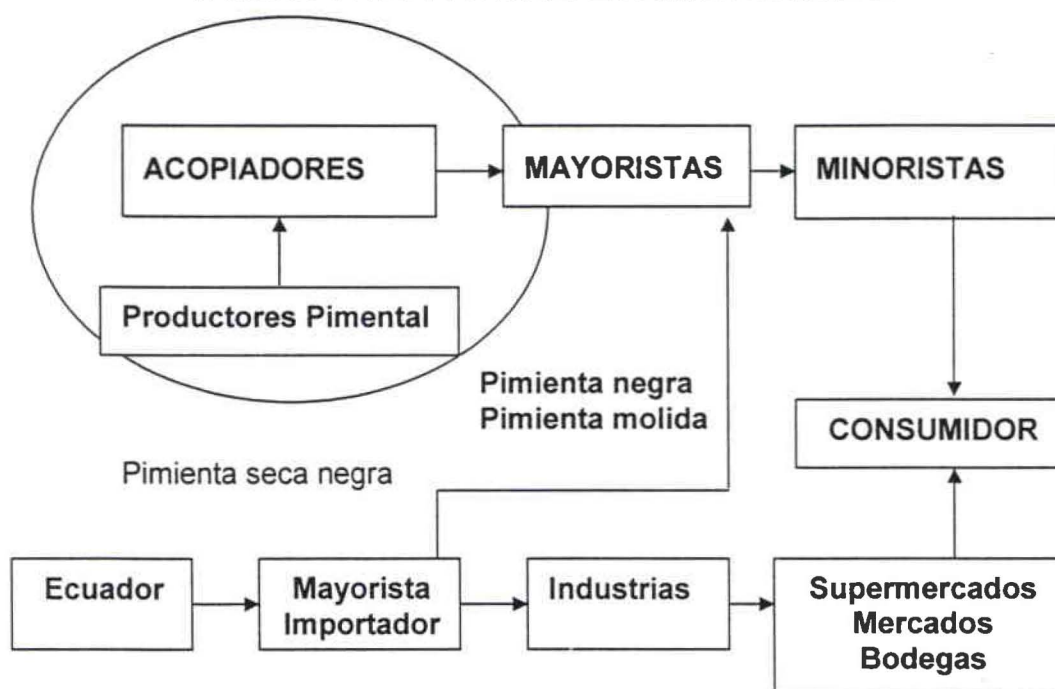 ACOPIADORES
MAYORISTAS
MINORISTAS
Productores Pimental
Pimienta negra
Pimienta molida
CONSUMIDOR
Pimienta seca negra
Ecuador
Mayorista
Importador
Industrias
Supermercados
Mercados
Bodegas